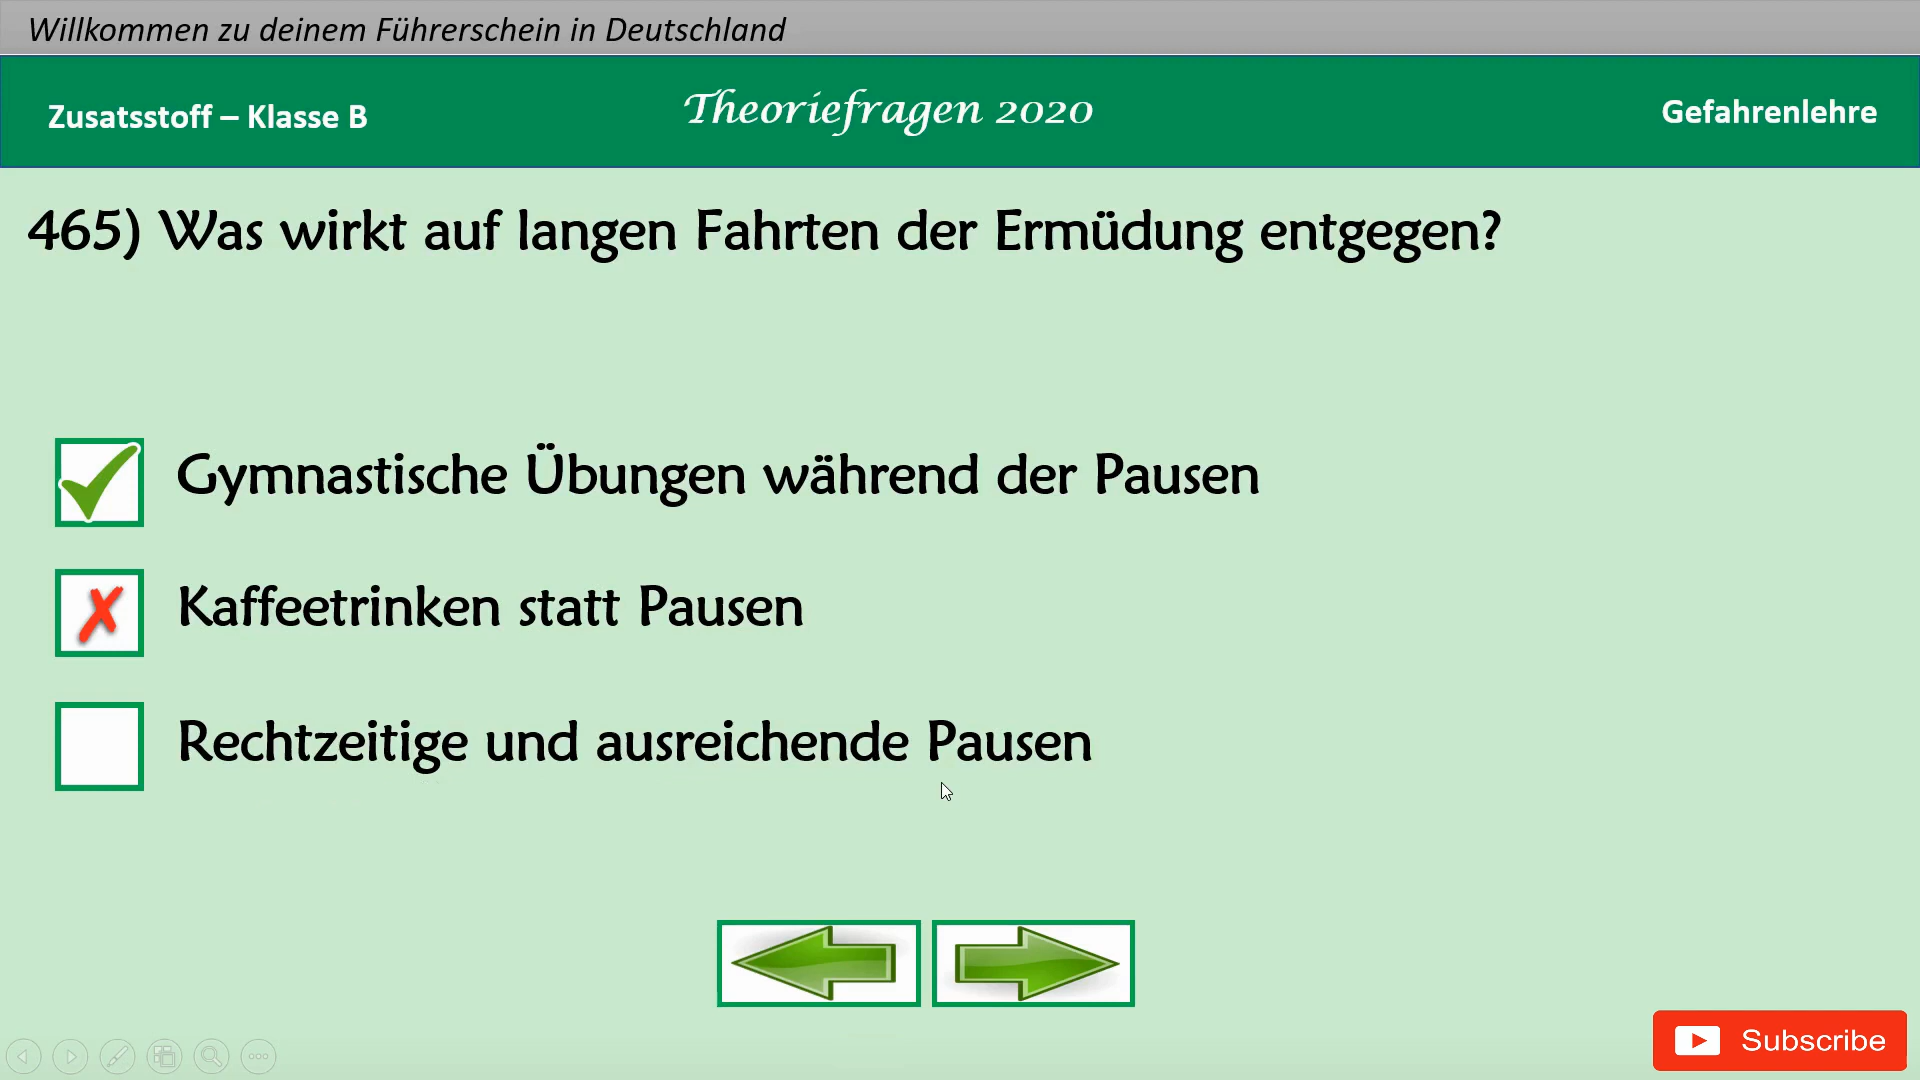 Willkommen zu deinem Führerschein in Deutschland
Zusatsstoff – Klasse B
Theoriefragen 2020
Gefahrenlehre
465) Was wirkt auf langen Fahrten der Ermüdung entgegen?
Gymnastische Übungen während der Pausen
Kaffeetrinken statt Pausen
Rechtzeitige und ausreichende Pausen
Subscribe